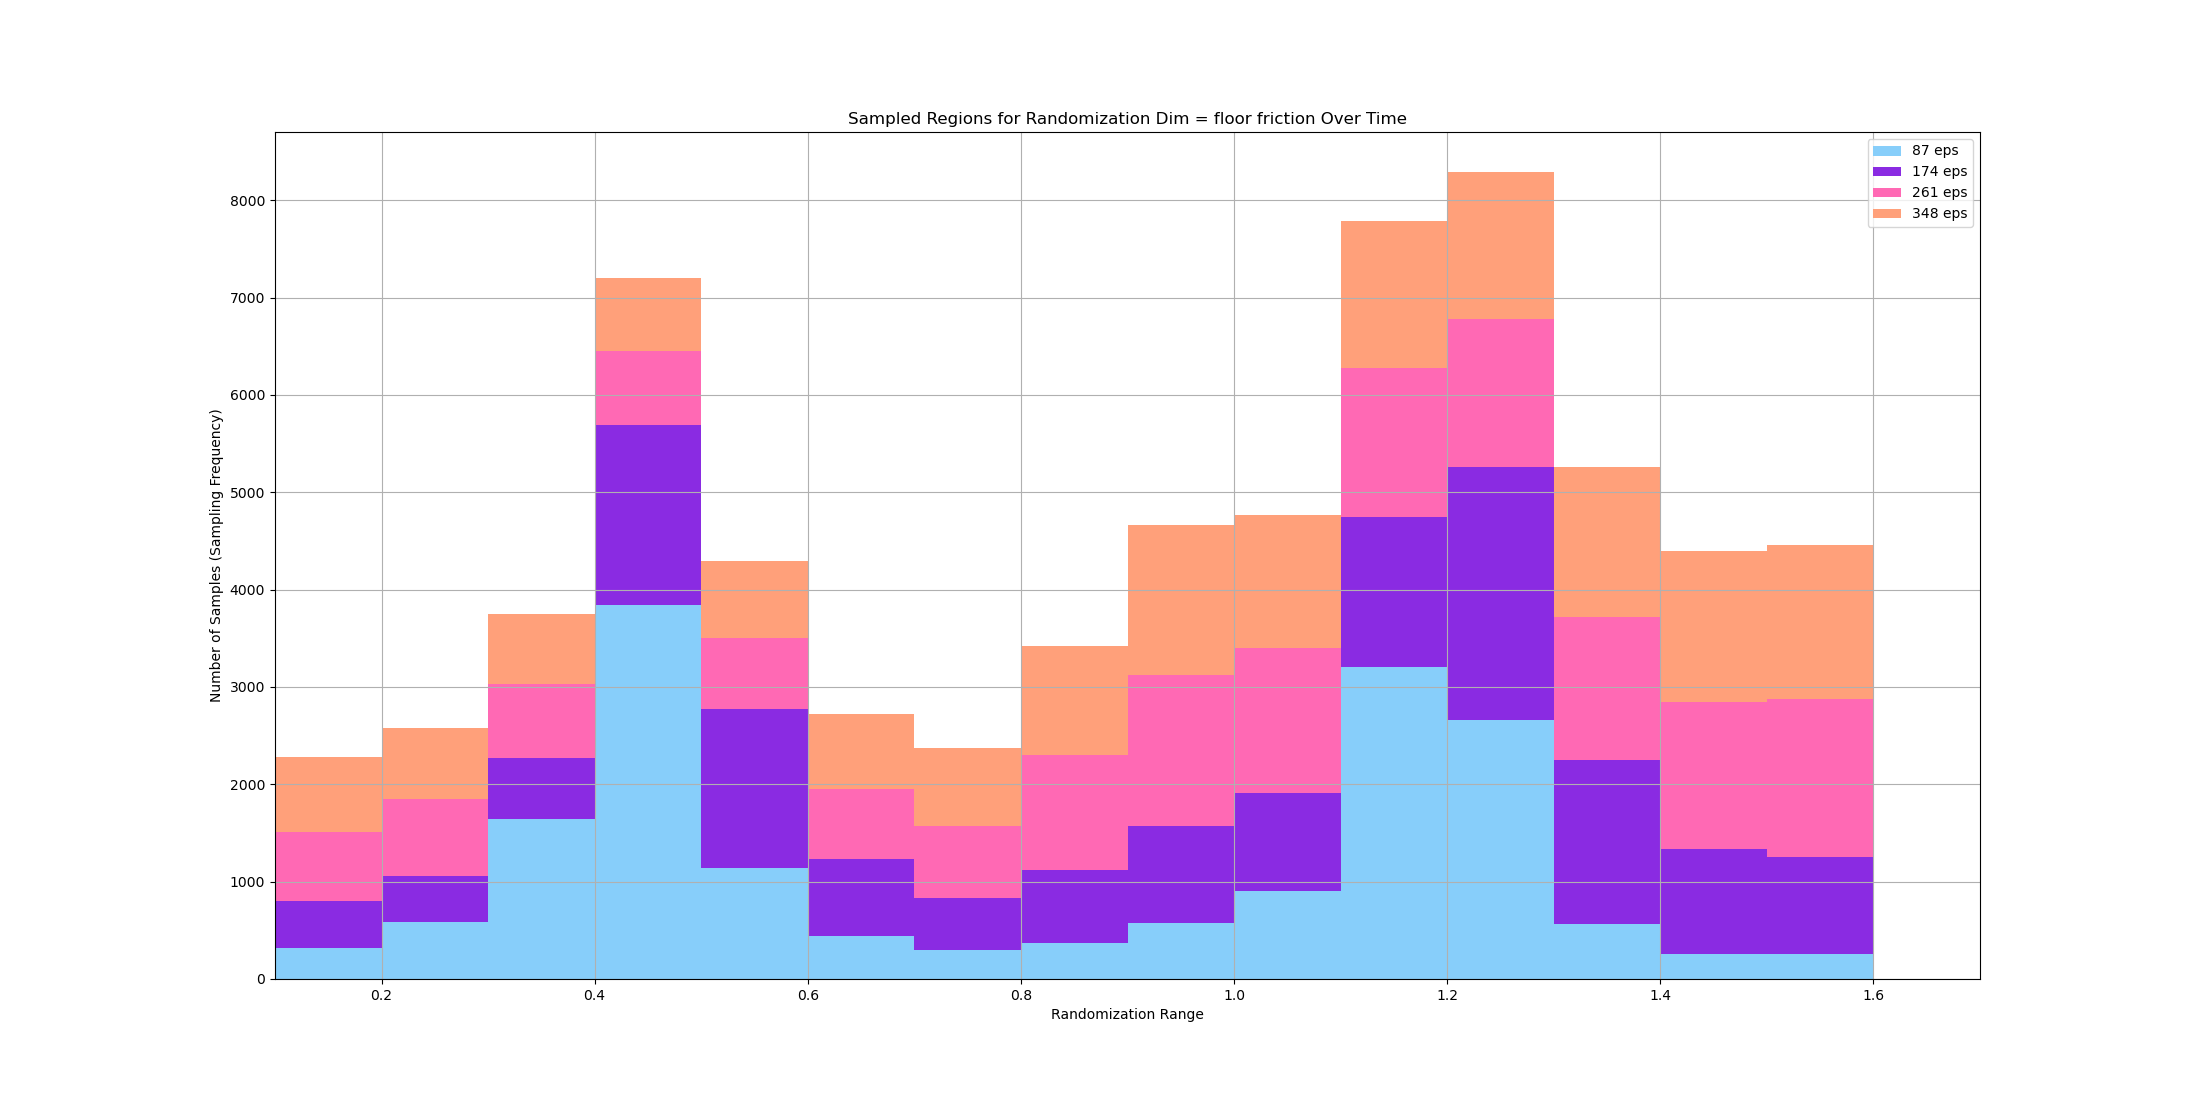 Sampled Regions for Randomization Dim = floor friction Over Time
87 eps
174 eps
261 eps
348 eps
Number of Samples (Sampling Frequency)
8000
7000
6000
5000
4000
3000
2000
1000
0
0.2 0.4 0.6 0.8 1.0 1.2 1.4 1.6
Randomization Range